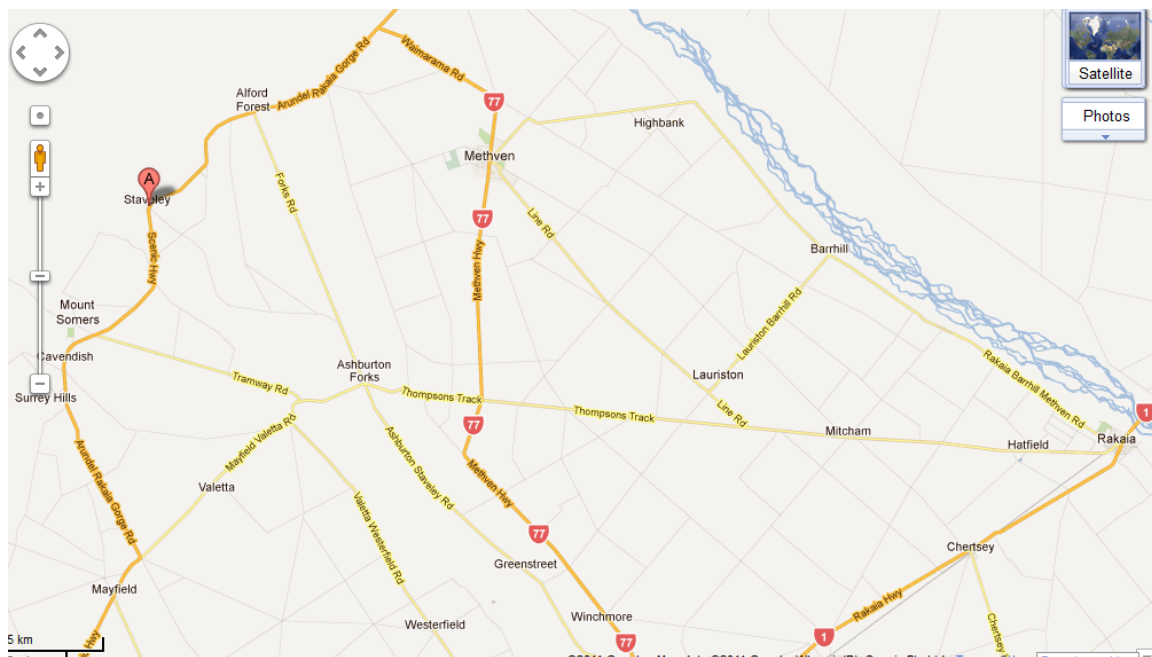 Satellite
Photos
Arundel Rakaia Gorge Rd
Waimarama Rd
77
Alford
Forest
Highbank
Methven
A
Staveley
Forks Rd
77
Line Rd
Scenic Hwy
Methven Hwy
Barrhill
Mount
Somers
Lauriston Barrhill Rd
Cavendish
Ashburton
Forks
Rakaia Barrhill Methven Rd
Lauriston
Tramway Rd
Surrey Hills
Thompsons Track
Thompsons Track
Line Rd
1
77
Mitcham
Hatfield
Rakaia
Mayfield Valetta Rd
Ashburton Staveley Rd
Arundel Rakaia Gorge Rd
Valetta
Methven Hwy
Valetta Westerfield Rd
77
Chertsey
Greenstreet
Mayfield
Rakaia Hwy
Winchmore
Westerfield
Chertsey
1
77
5 km
Hwy